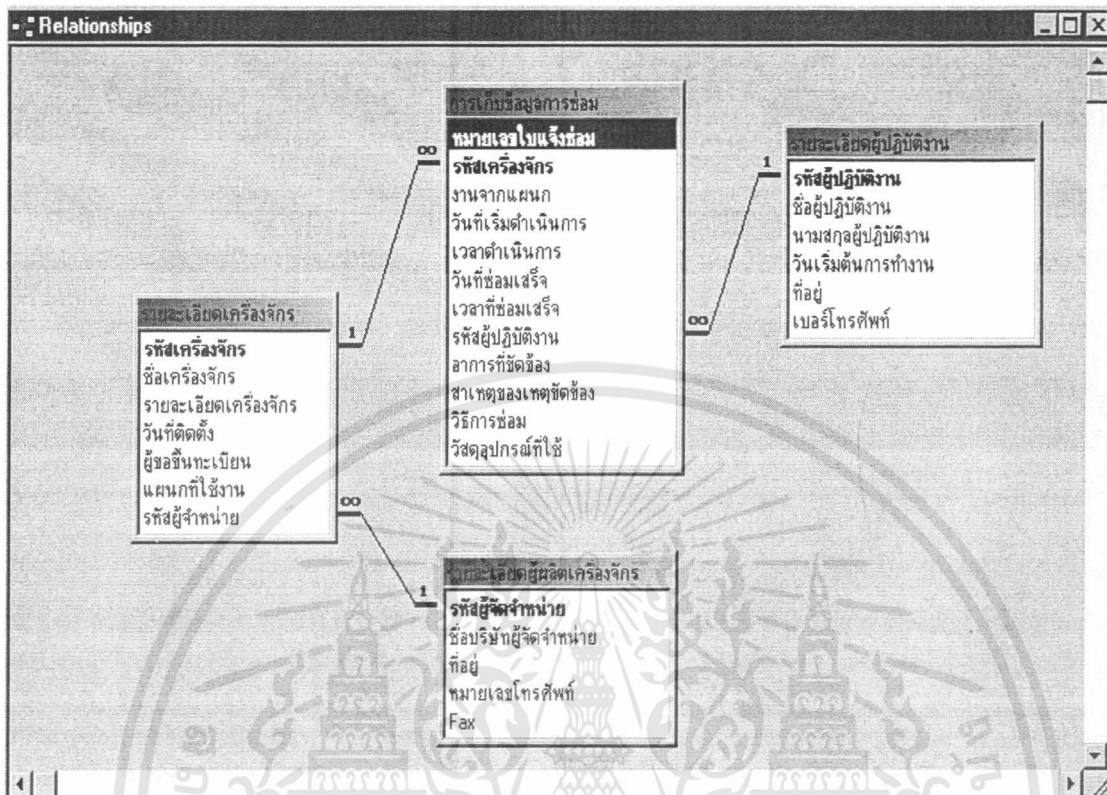 Relationships
การเก็บข้อมูลการซ่อม
หมายเลขใบแจ้งซ่อม
รหัสเครื่องจักร
งานจากแผนก
วันที่เริ่มดำเนินการ
เวลาดำเนินการ
วันที่ซ่อมเสร็จ
เวลาที่ซ่อมเสร็จ
รหัสผู้ปฏิบัติงาน
อาการที่ขัดข้อง
สาเหตุของเหตุขัดข้อง
วิธีการซ่อม
วัสดุอุปกรณ์ที่ใช้
รายละเอียดผู้ปฏิบัติงาน
รหัสผู้ปฏิบัติงาน
ชื่อผู้ปฏิบัติงาน
นามสกุลผู้ปฏิบัติงาน
วันเริ่มต้นการทำงาน
ที่อยู่
เบอร์โทรศัพท์
รายละเอียดเครื่องจักร
รหัสเครื่องจักร
ชื่อเครื่องจักร
รายละเอียดเครื่องจักร
วันที่ติดตั้ง
ผู้ขอขึ้นทะเบียน
แผนกที่ใช้งาน
รหัสผู้จำหน่าย
รายละเอียดผู้ผลิตเครื่องจักร
รหัสผู้จัดจำหน่าย
ชื่อบริษัทผู้จัดจำหน่าย
ที่อยู่
หมายเลขโทรศัพท์
Fax
∞
1
1
∞
∞
1